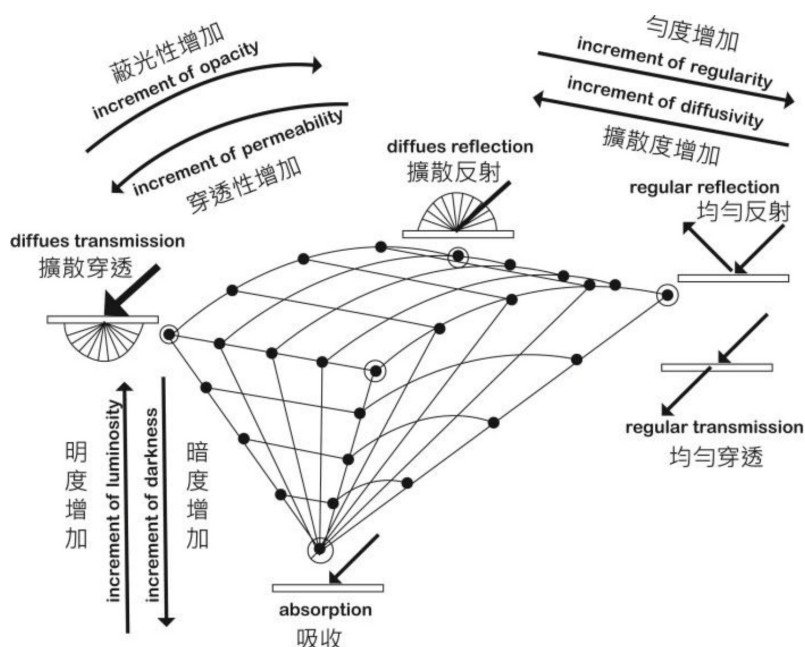 蔽光性增加
increment of opacity
increment of permeability
穿透性增加
勻度增加
increment of regularity
increment of diffusivity
擴散度增加
diffues reflection
擴散反射
regular reflection
均勻反射
diffues transmission
擴散穿透
regular transmission
均勻穿透
明度增加
increment of luminosity
increment of darkness
暗度增加
absorption
吸收